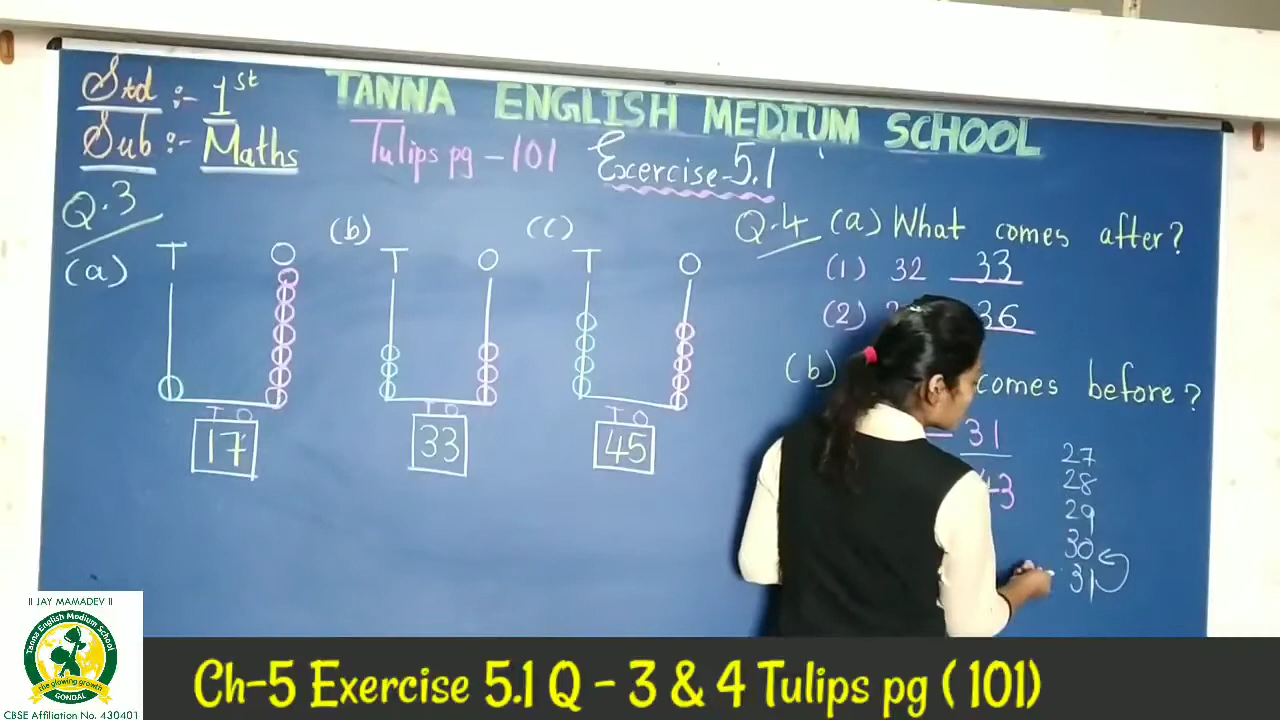 Std :- 1st
Sub :- Maths
TANNA ENGLISH MEDIUM SCHOOL
Tulips pg - 101 Exercise-5.1
Q.3
(a) T O
17
(b) T O
T O
33
(c) T O
T O
45
Q.4 (a) What comes after?
(1) 32 33
(2) 36
(b) comes before?
31
43
27
28
29
30
31
॥ JAY MAMADEV ॥
Tanna English Medium School
the glowing growth
GONDAL
CBSE Affiliation No. 430401
Ch-5 Exercise 5.1 Q - 3 & 4 Tulips pg ( 101)